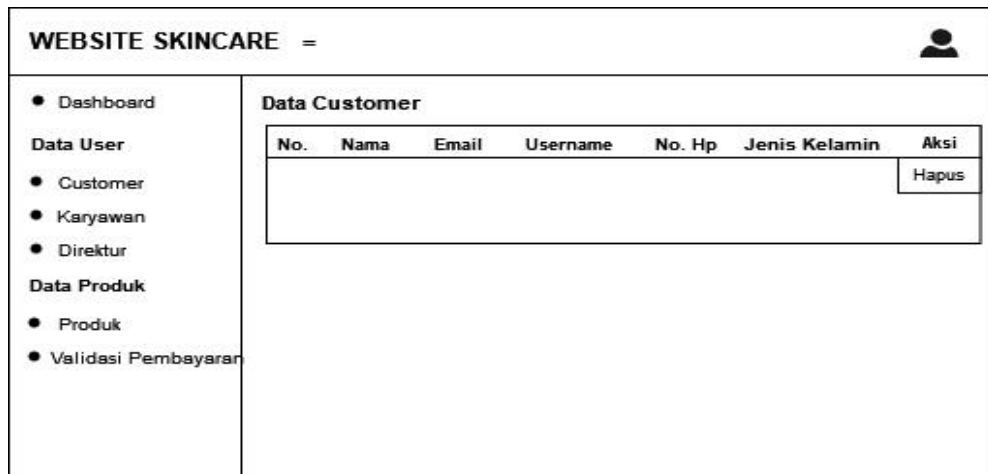 WEBSITE SKINCARE =
Dashboard
Data User
Customer
Karyawan
Direktur
Data Produk
Produk
Validasi Pembayaran
Data Customer
No. Nama Email Username No. Hp Jenis Kelamin Aksi
Hapus